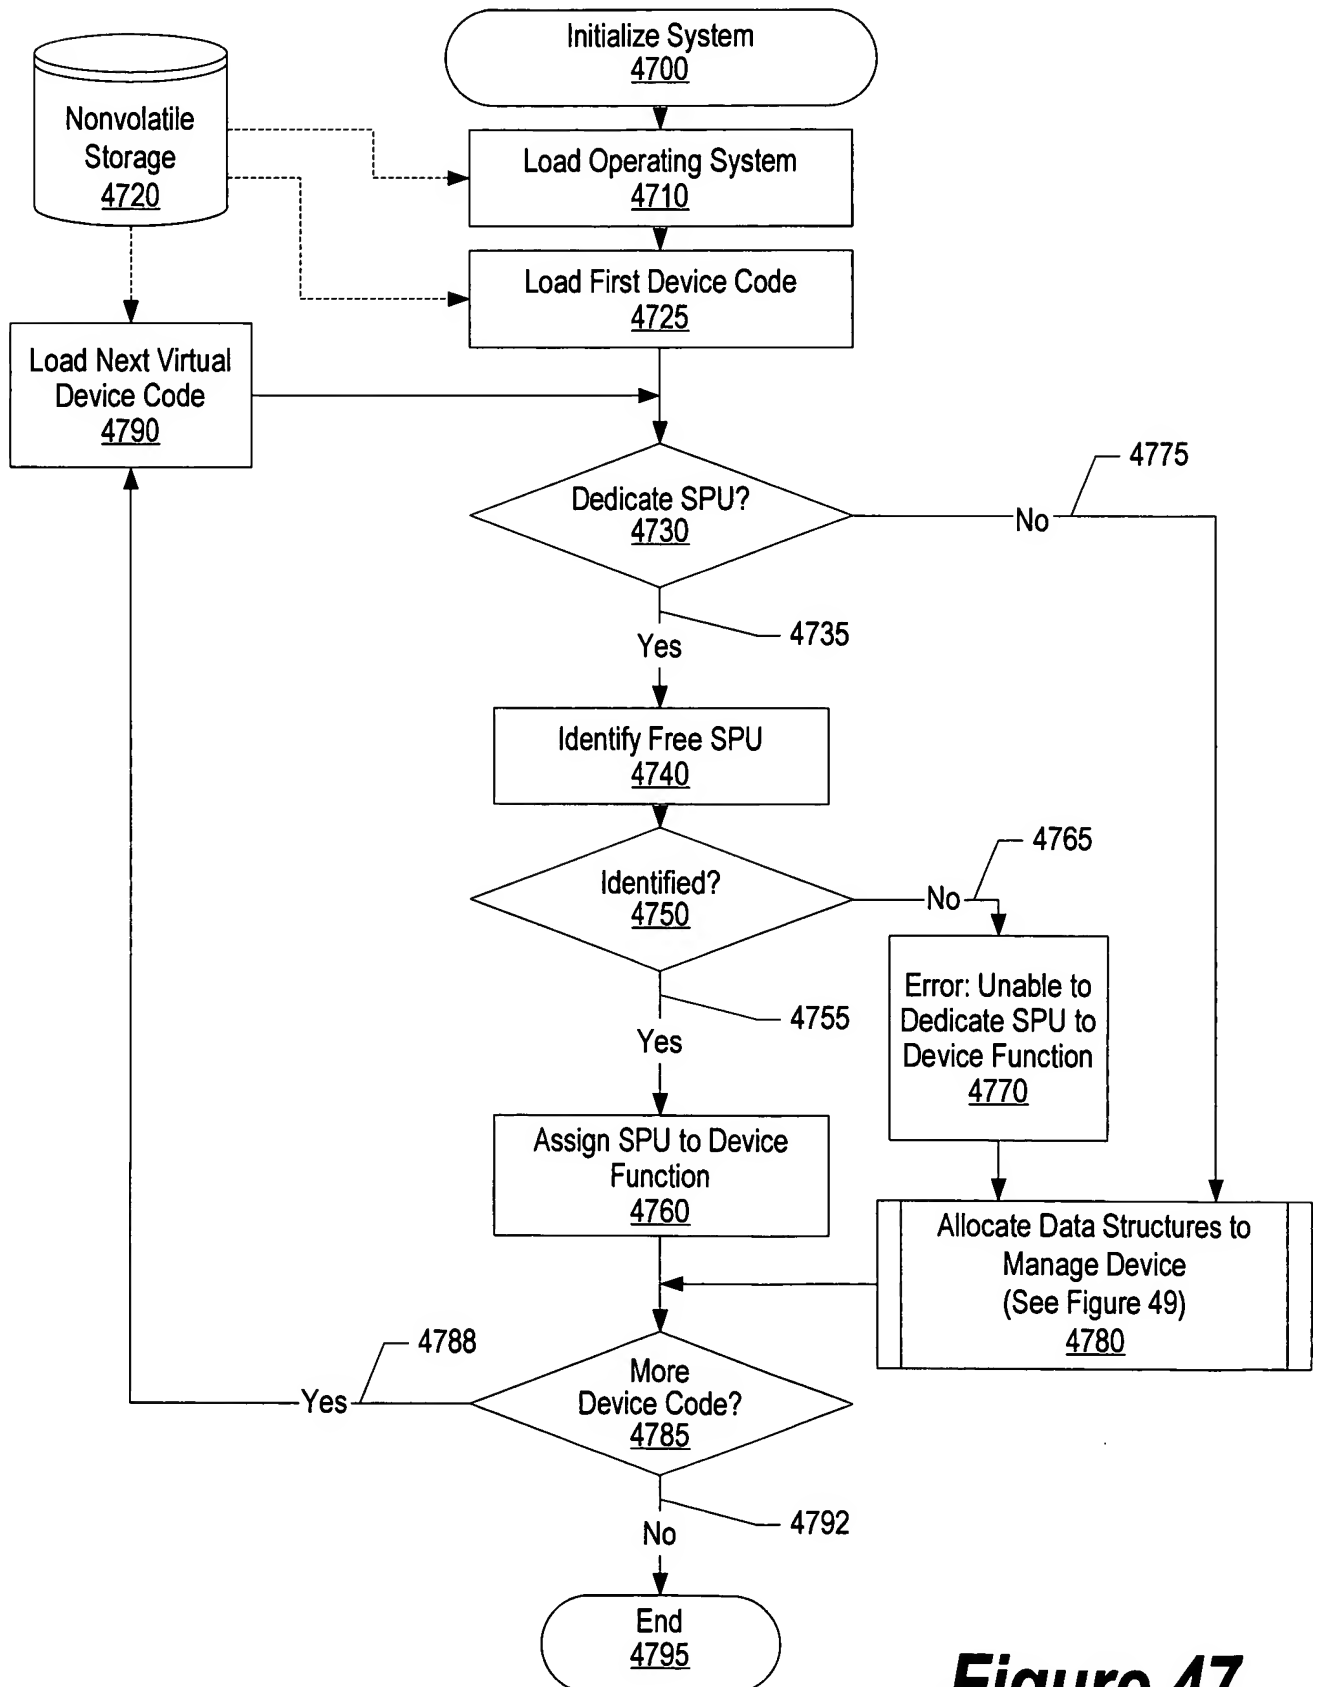 Initialize System
4700
Nonvolatile
Storage
4720
Load Operating System
4710
Load First Device Code
4725
Load Next Virtual
Device Code
4790
4775
Dedicate SPU?
4730
No
4735
Yes
Identify Free SPU
4740
4765
Identified?
4750
No
Error: Unable to
Dedicate SPU to
Device Function
4770
4755
Yes
Assign SPU to Device
Function
4760
Allocate Data Structures to
Manage Device
(See Figure 49)
4780
4788
More
Device Code?
4785
Yes
4792
No
End
4795
Figure 47